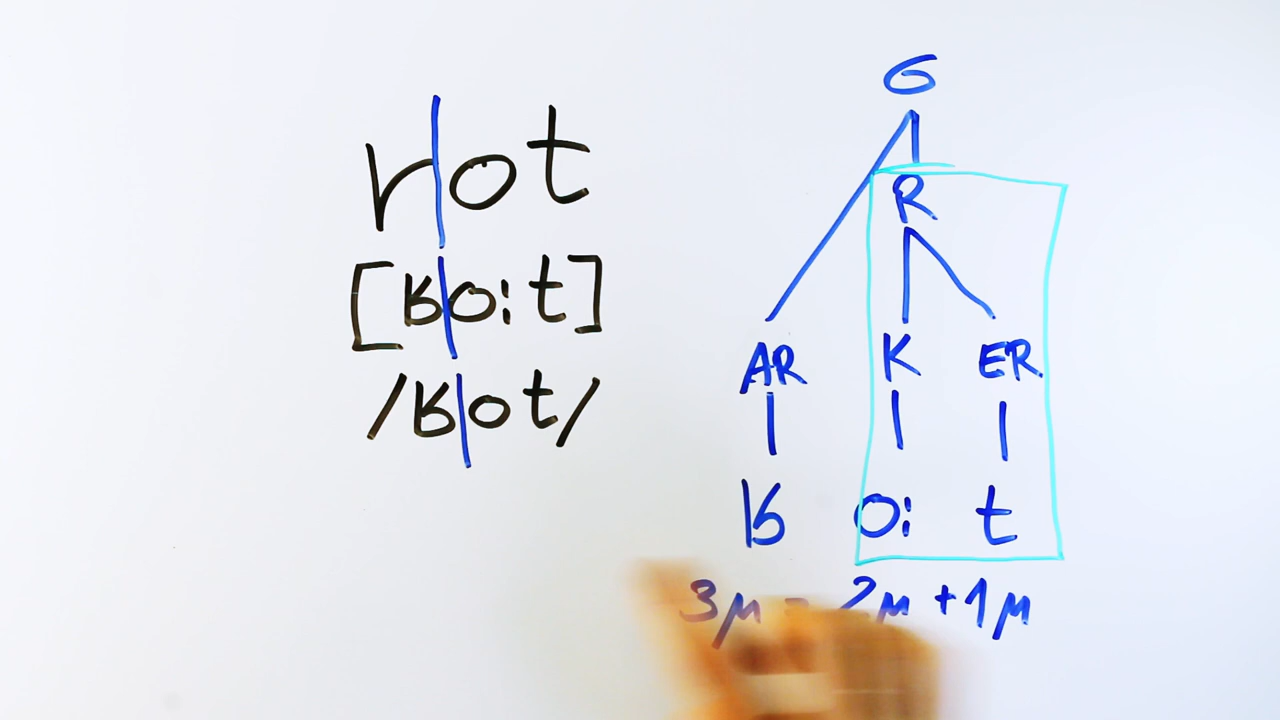 rot
[ʁo:t]
/ʁot/
σ
R
AR K ER
ʁ o: t
3μ = 2μ + 1μ